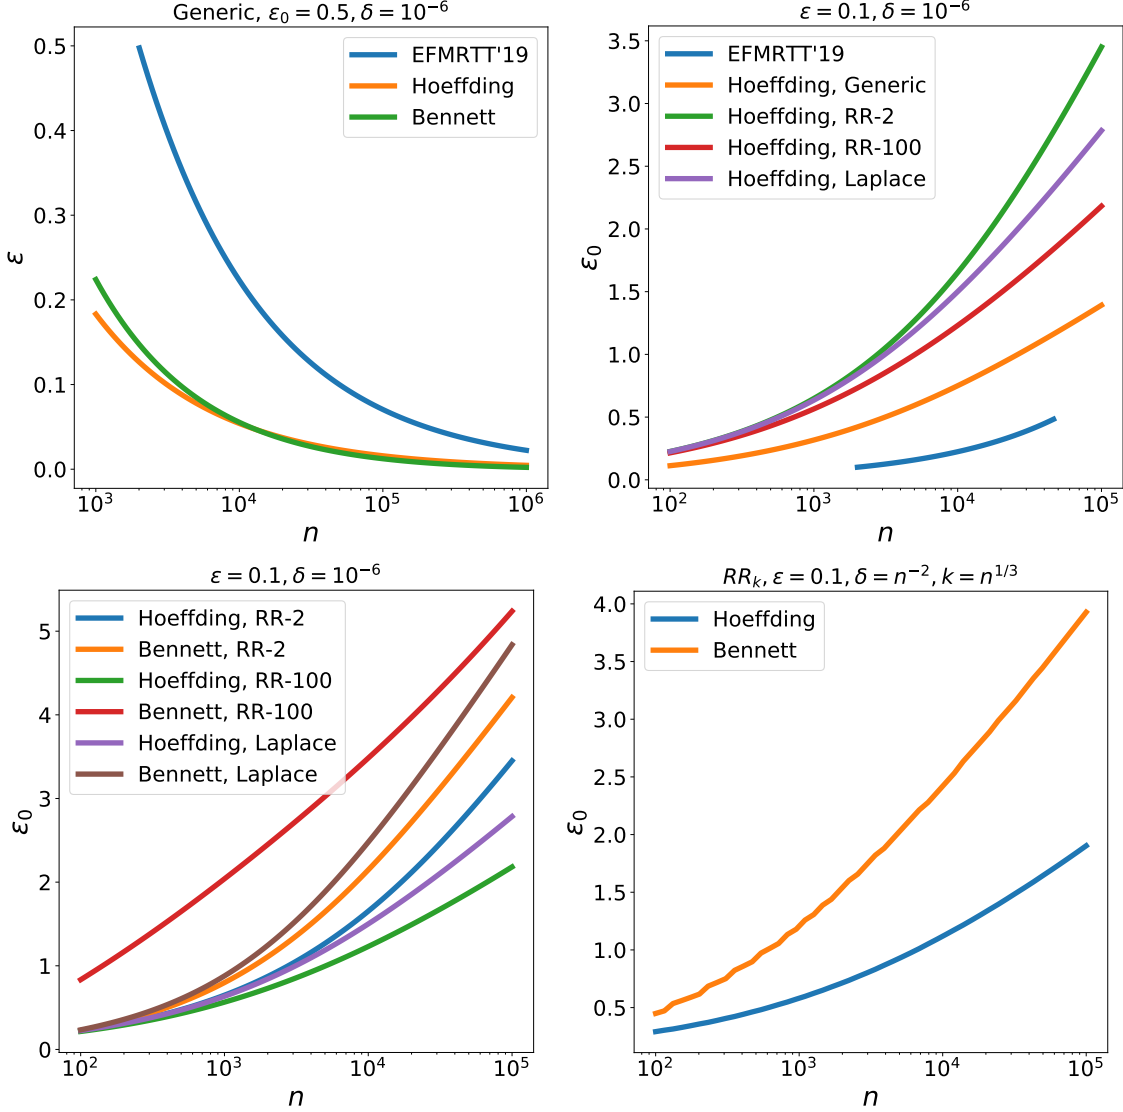 Generic, ε₀ = 0.5, δ = 10⁻⁶
0.5
0.4
0.3
0.2
0.1
0.0
ε
EFMRTT'19
Hoeffding
Bennett
10³
10⁴
10⁵
10⁶
n
ε = 0.1, δ = 10⁻⁶
3.5
3.0
2.5
2.0
1.5
1.0
0.5
0.0
ε₀
EFMRTT'19
Hoeffding, Generic
Hoeffding, RR-2
Hoeffding, RR-100
Hoeffding, Laplace
10²
10³
10⁴
10⁵
n
ε = 0.1, δ = 10⁻⁶
5
4
3
2
1
0
ε₀
Hoeffding, RR-2
Bennett, RR-2
Hoeffding, RR-100
Bennett, RR-100
Hoeffding, Laplace
Bennett, Laplace
10²
10³
10⁴
10⁵
n
RRₖ, ε = 0.1, δ = n⁻², k = n¹ᐟ³
4.0
3.5
3.0
2.5
2.0
1.5
1.0
0.5
ε₀
Hoeffding
Bennett
10²
10³
10⁴
10⁵
n